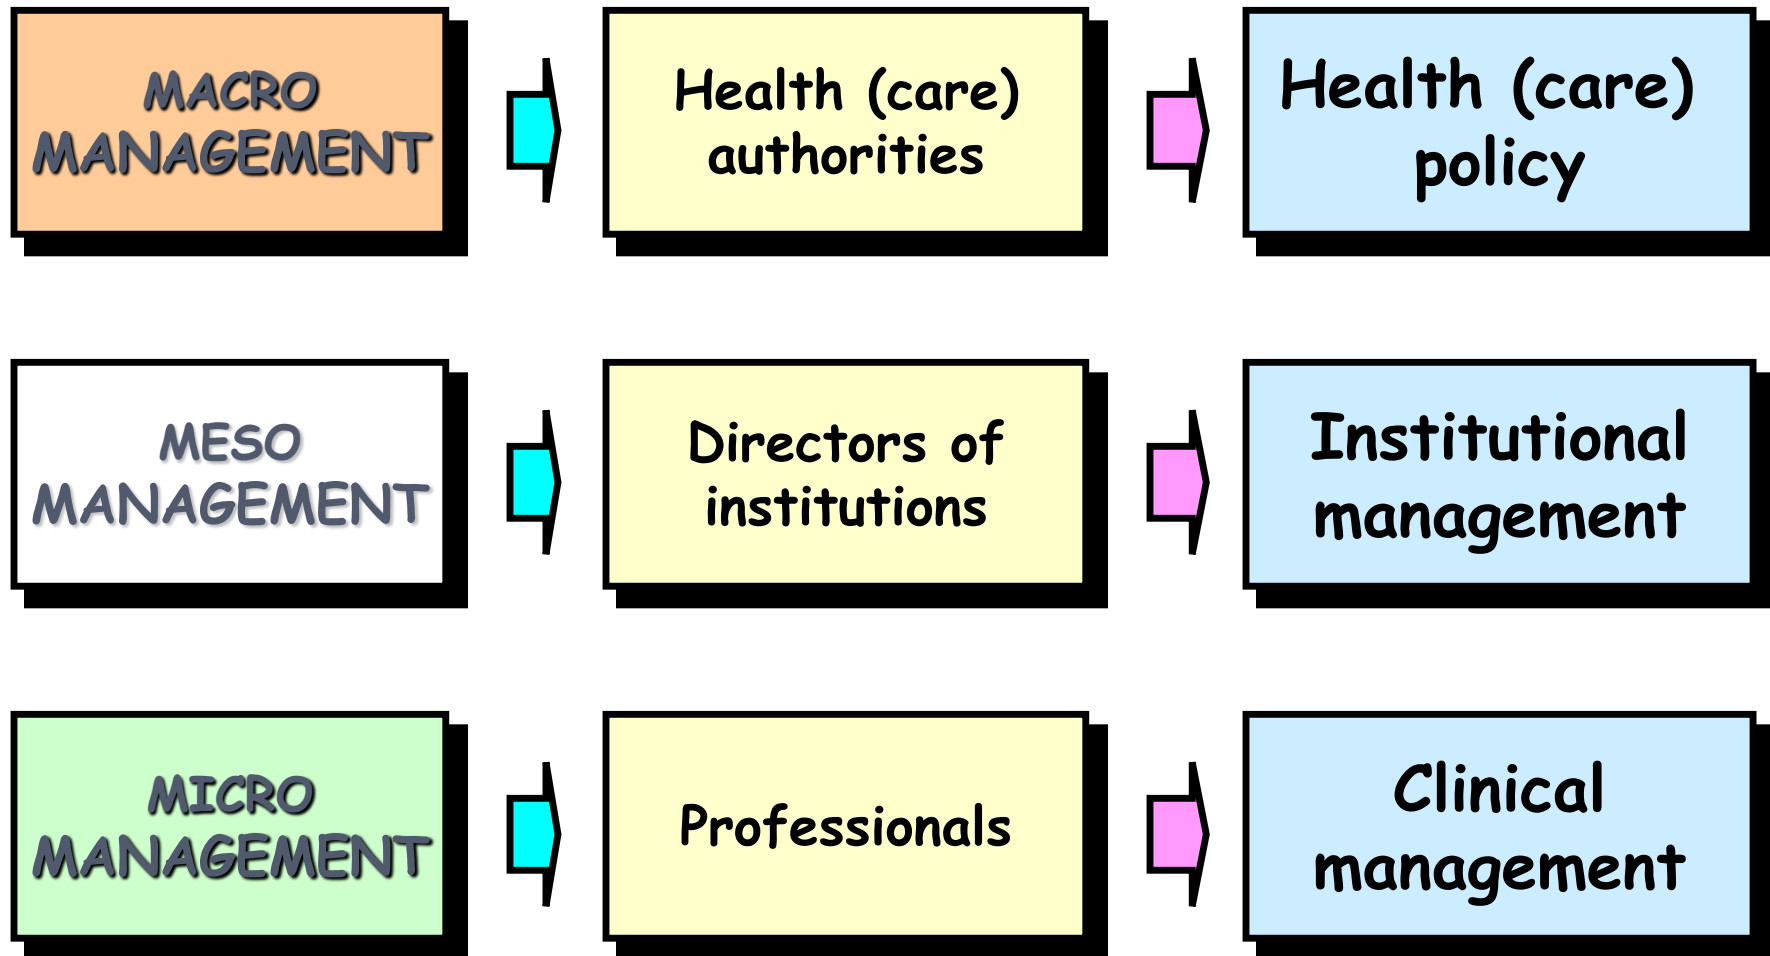 MACRO
MANAGEMENT
Health (care)
authorities
Health (care)
policy
MESO
MANAGEMENT
Directors of
institutions
Institutional
management
MICRO
MANAGEMENT
Professionals
Clinical
management